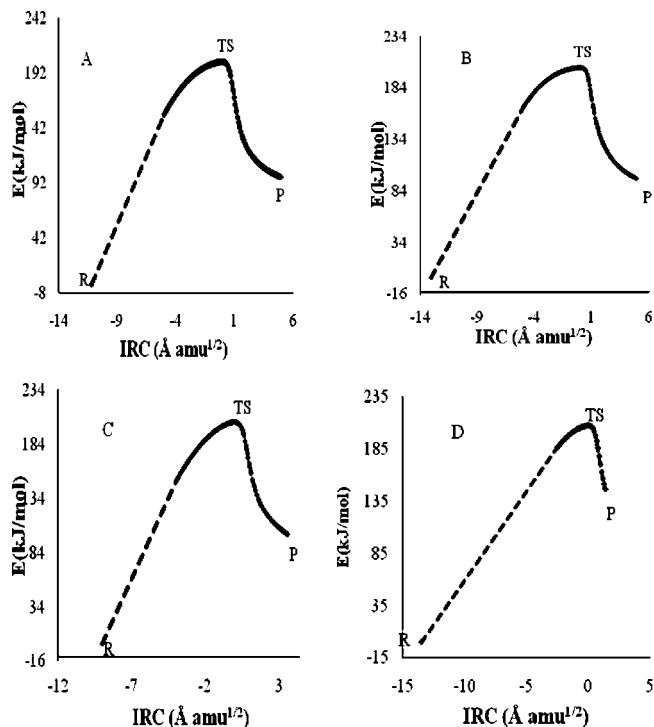 242
192
142
92
42
-8
E(kJ/mol)
A
TS
R
P
-14 -9 -4 1 6
IRC (Å amu1/2)
234
184
134
84
34
-16
E(kJ/mol)
B
TS
R
P
-14 -9 -4 1 6
IRC (Å amu1/2)
234
184
134
84
34
-16
E(kJ/mol)
C
TS
R
P
-12 -7 -2 3
IRC (Å amu1/2)
235
185
135
85
35
-15
E(kJ/mol)
D
TS
R
P
-15 -10 -5 0 5
IRC (Å amu1/2)